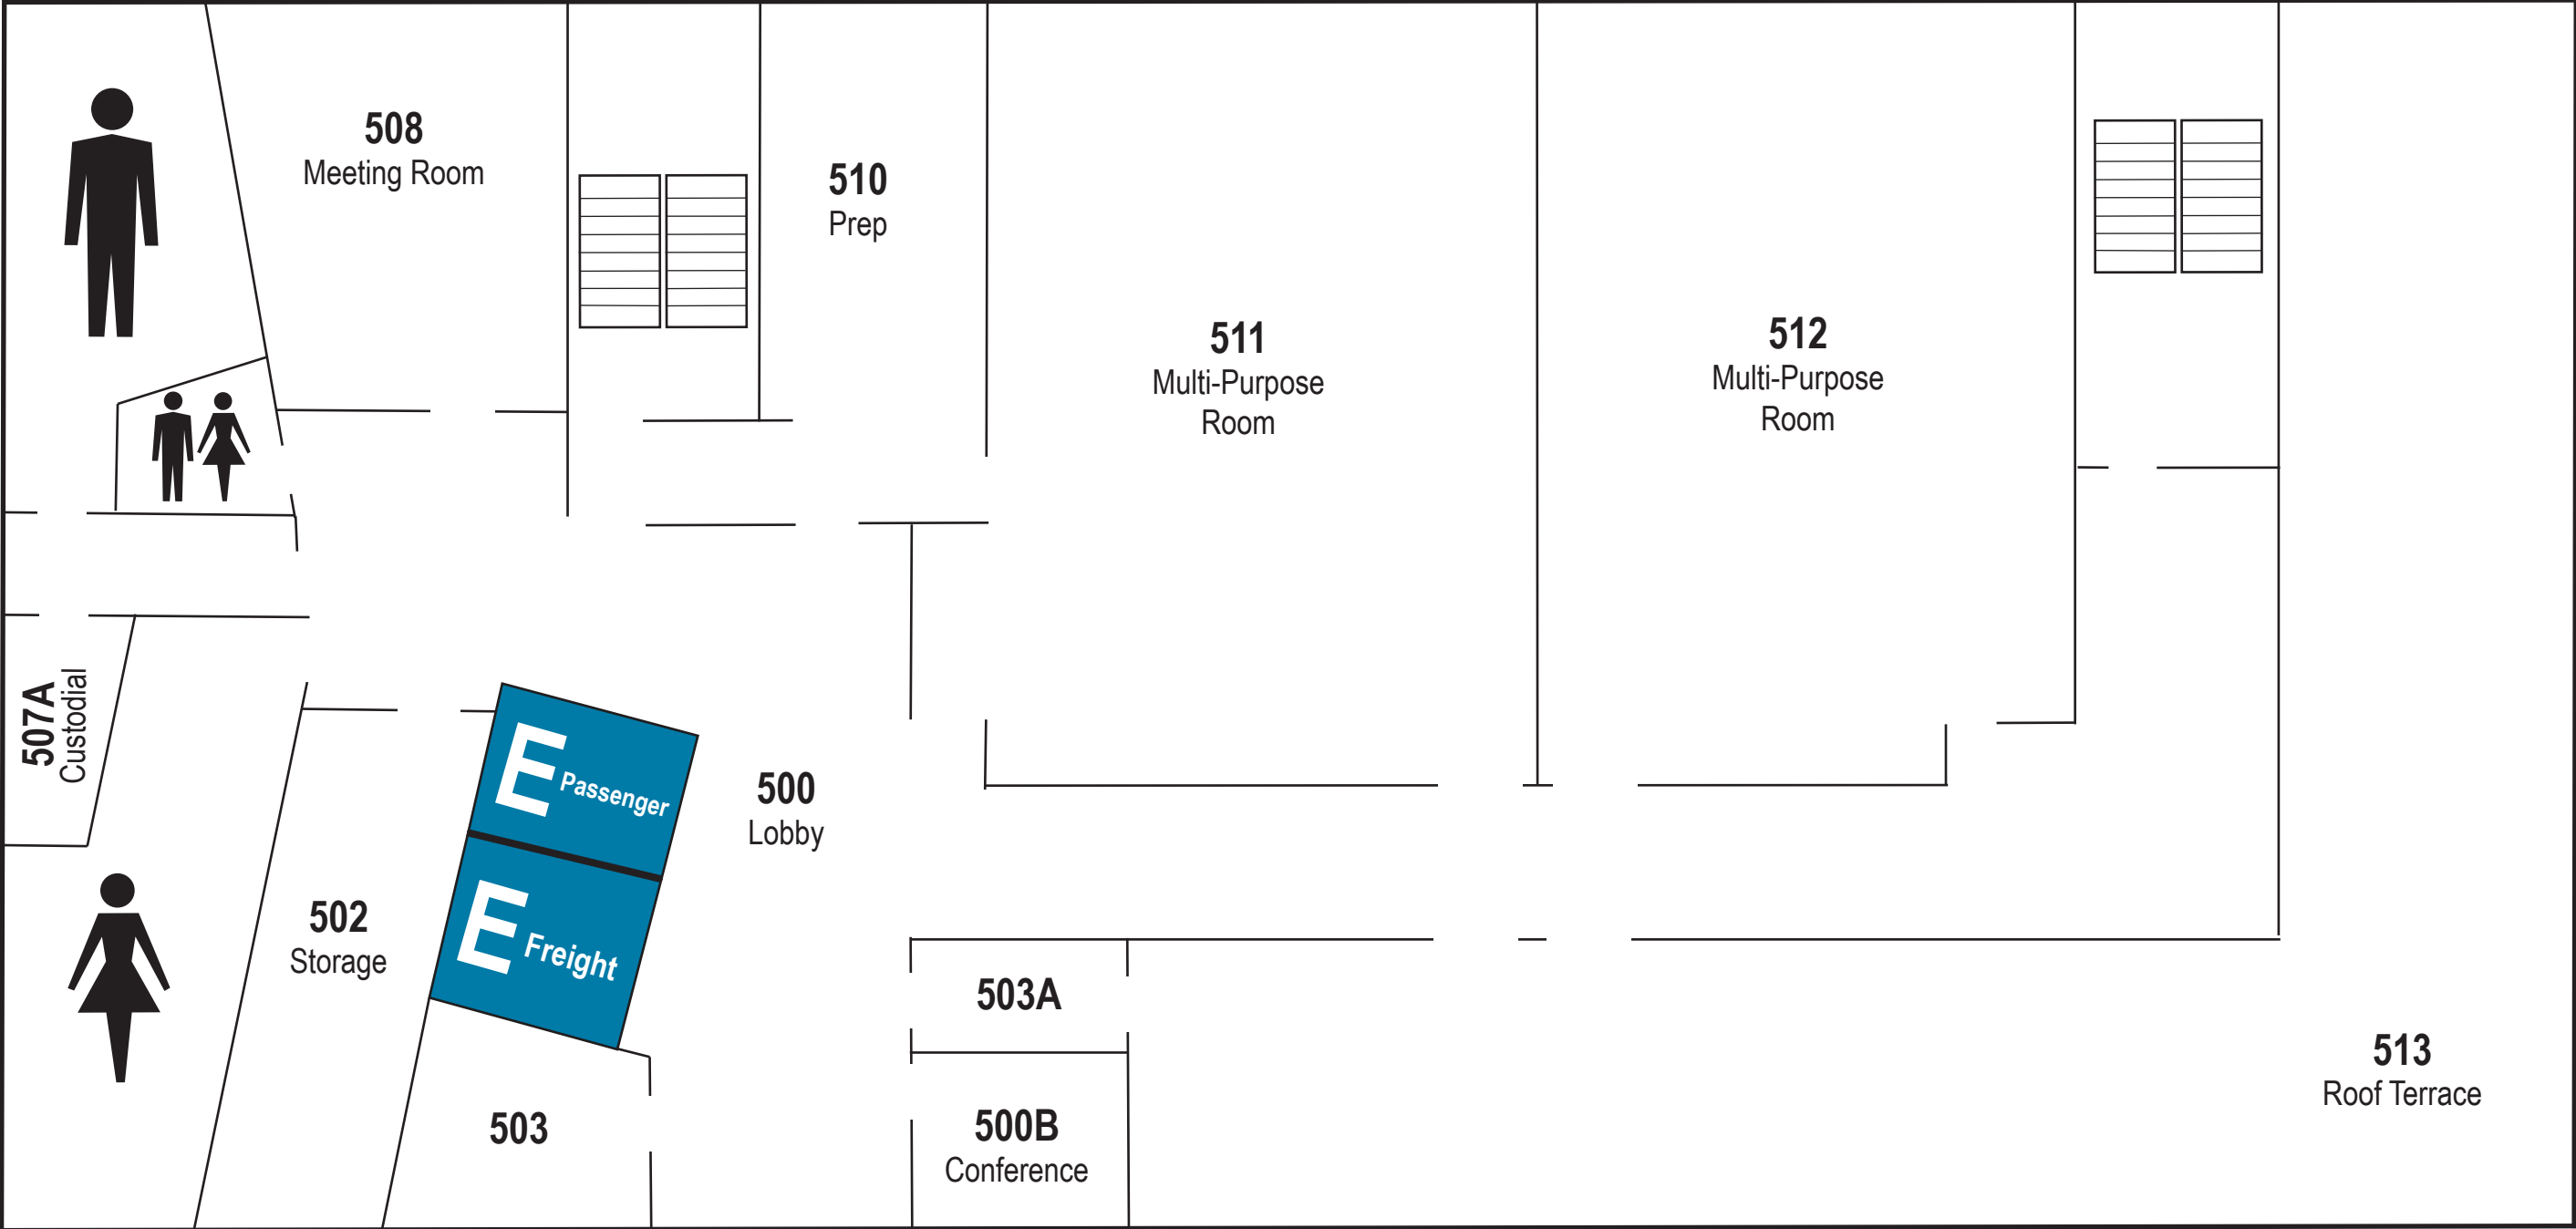 508
Meeting Room
510
Prep
511
Multi-Purpose
Room
512
Multi-Purpose
Room
507A
Custodial
E Passenger
500
Lobby
502
Storage
E Freight
503A
513
Roof Terrace
503
500B
Conference